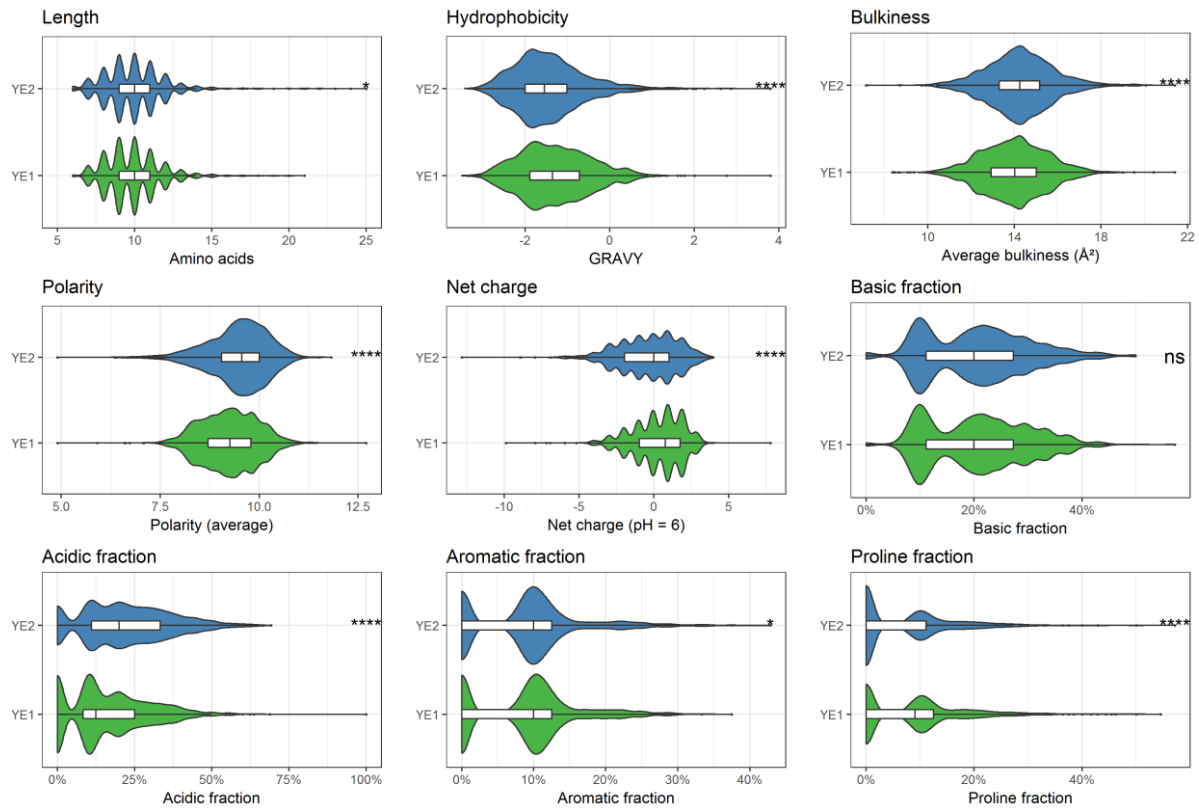 Length
Hydrophobicity
Bulkiness
YE2
*
YE1
5
10
15
20
25
Amino acids
YE2
****
YE1
-2
0
2
4
GRAVY
YE2
****
YE1
10
14
18
22
Average bulkiness (Å²)
Polarity
Net charge
Basic fraction
YE2
****
YE1
5.0
7.5
10.0
12.5
Polarity (average)
YE2
****
YE1
-10
-5
0
5
Net charge (pH = 6)
YE2
ns
YE1
0%
20%
40%
Basic fraction
Acidic fraction
Aromatic fraction
Proline fraction
YE2
****
YE1
0%
25%
50%
75%
100%
Acidic fraction
YE2
*
YE1
0%
10%
20%
30%
40%
Aromatic fraction
YE2
****
YE1
0%
20%
40%
Proline fraction